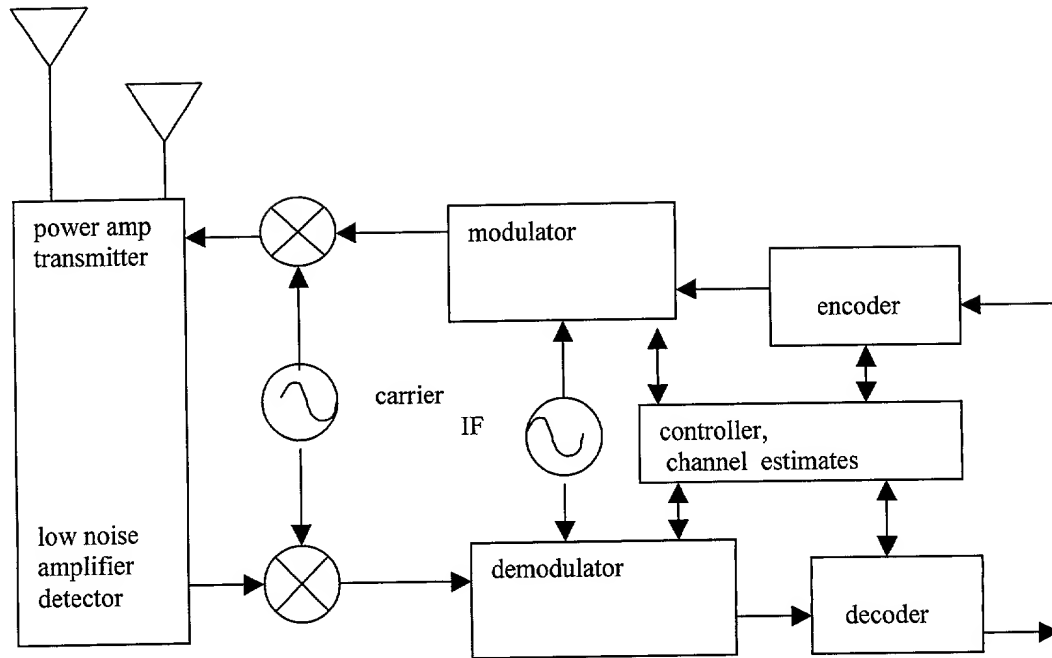 power amp
transmitter
modulator
encoder
carrier
IF
controller,
channel estimates
low noise
amplifier
detector
demodulator
decoder